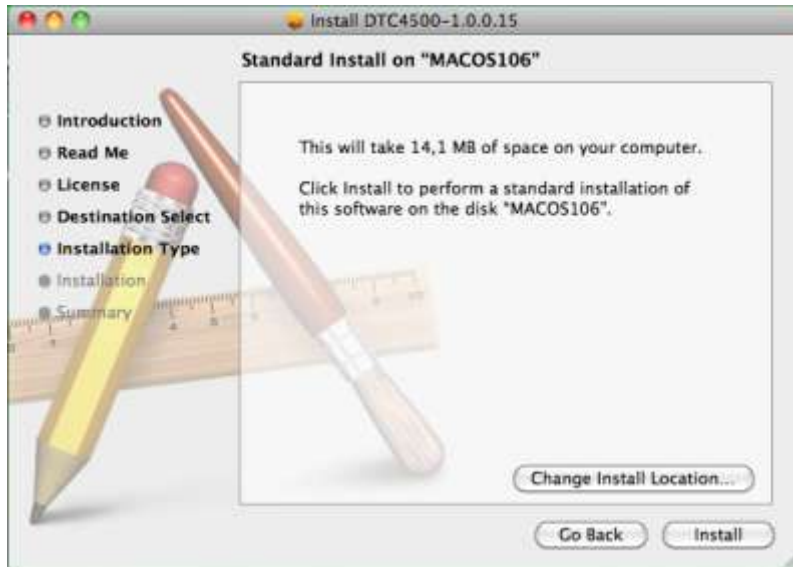 Install DTC4500-1.0.0.15
Standard Install on "MACOS106"
Introduction
Read Me
License
Destination Select
Installation Type
Installation
Summary
This will take 14,1 MB of space on your computer.
Click Install to perform a standard installation of
this software on the disk "MACOS106".
Change Install Location...
Go Back
Install